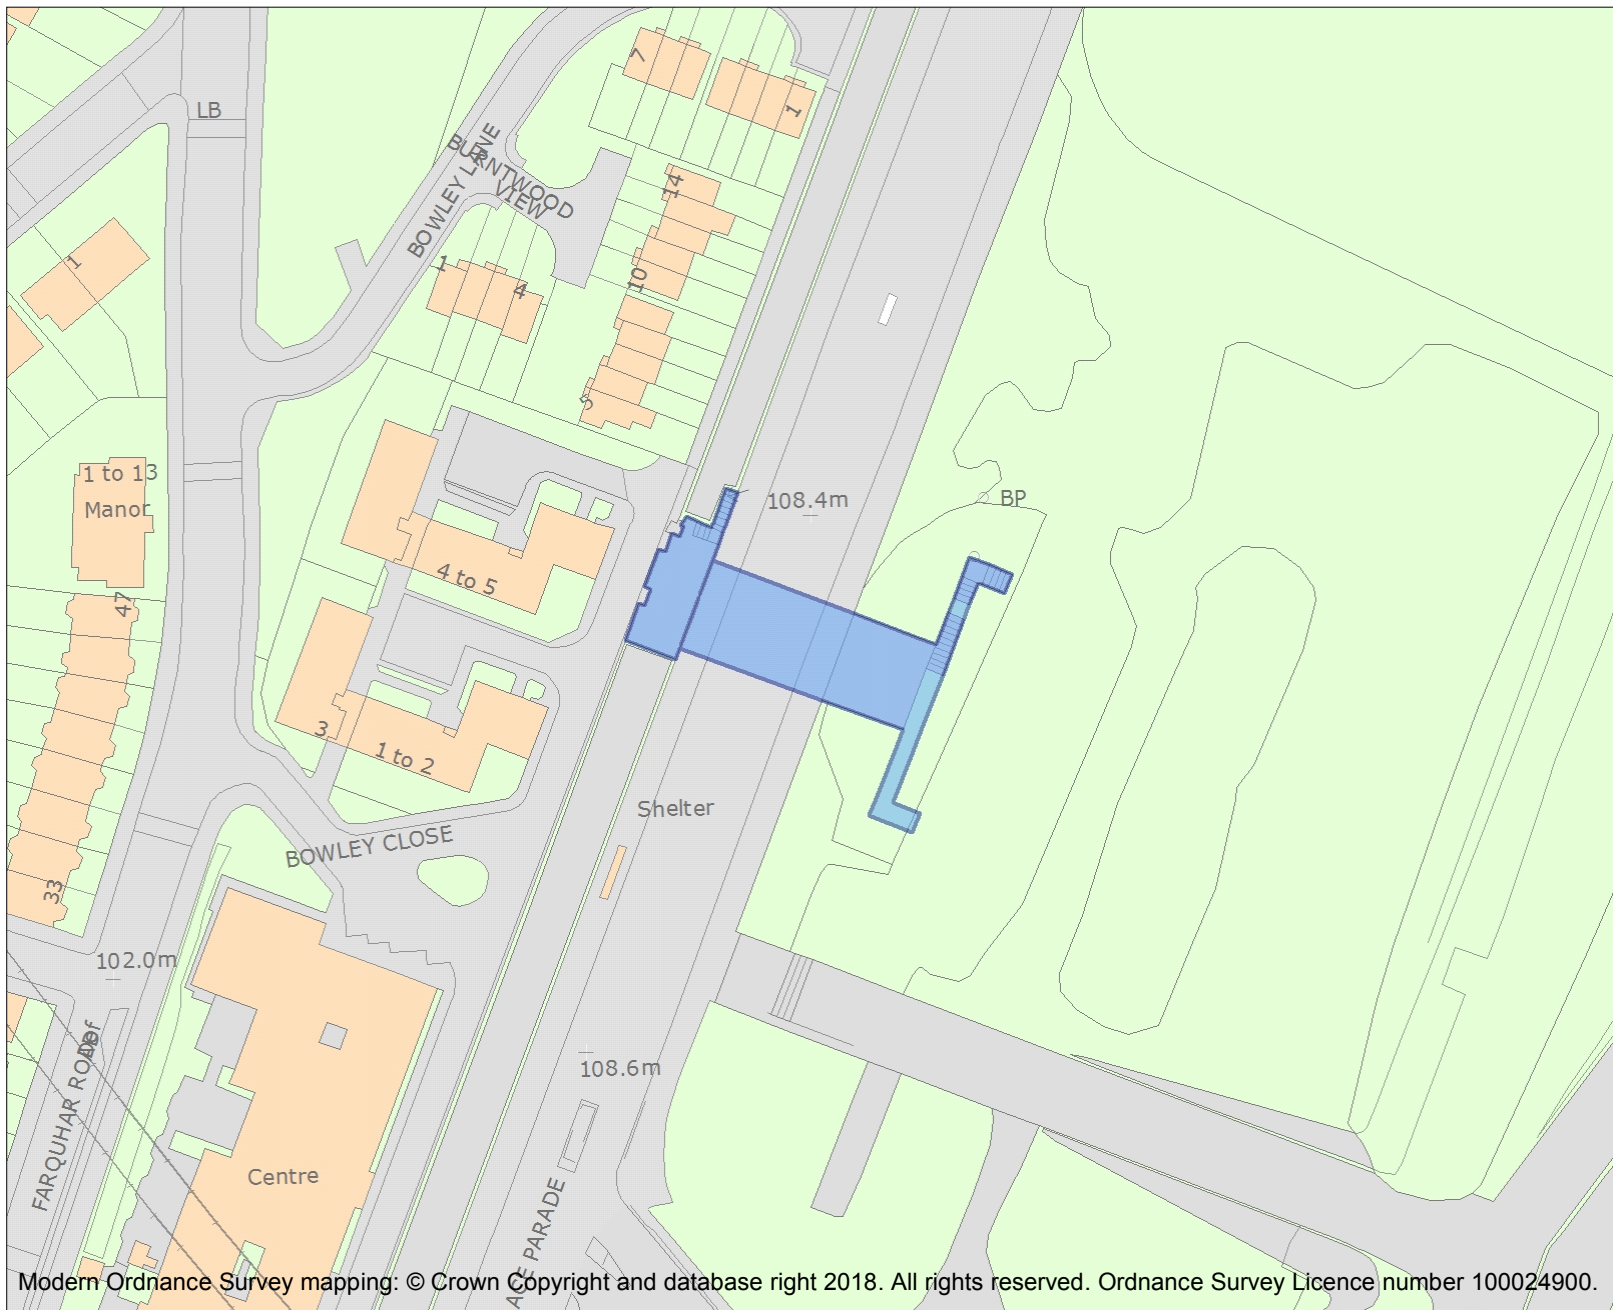 7
1
LB
BOWLEY LANE
BURNTWOOD
VIEW
14
1
1
4
10
5
1 to 13
Manor
108.4m
BP
47
4 to 5
3
1 to 2
Shelter
BOWLEY CLOSE
33
102.0m
108.6m
FARQUHAR ROAD
Def
Centre
ACE PARADE
Modern Ordnance Survey mapping: © Crown Copyright and database right 2018. All rights reserved. Ordnance Survey Licence number 100024900.